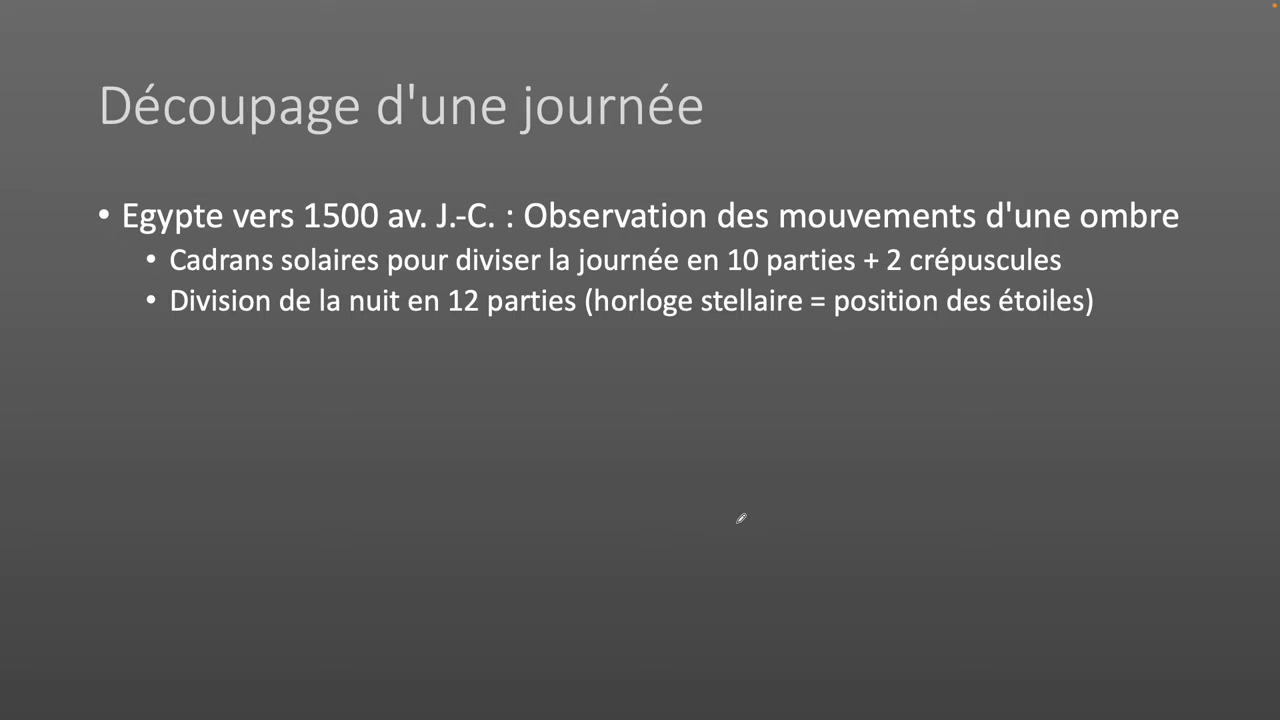 Découpage d'une journée
• Egypte vers 1500 av. J.-C. : Observation des mouvements d'une ombre
• Cadrans solaires pour diviser la journée en 10 parties + 2 crépuscules
• Division de la nuit en 12 parties (horloge stellaire = position des étoiles)